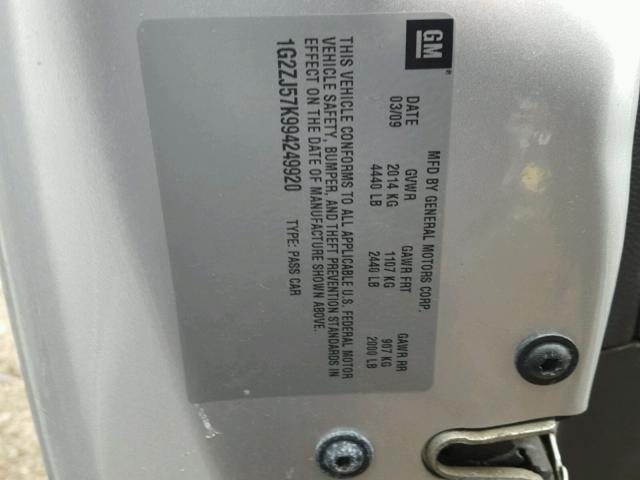 GM
®
MFD BY GENERAL MOTORS CORP.
DATE GVWR GAWR FRT GAWR RR
03/09 2014 KG 1107 KG 907 KG
4440 LB 2440 LB 2000 LB
THIS VEHICLE CONFORMS TO ALL APPLICABLE U.S. FEDERAL MOTOR
VEHICLE SAFETY, BUMPER, AND THEFT PREVENTION STANDARDS IN
EFFECT ON THE DATE OF MANUFACTURE SHOWN ABOVE.
1G2ZJ57K994249920 TYPE: PASS CAR